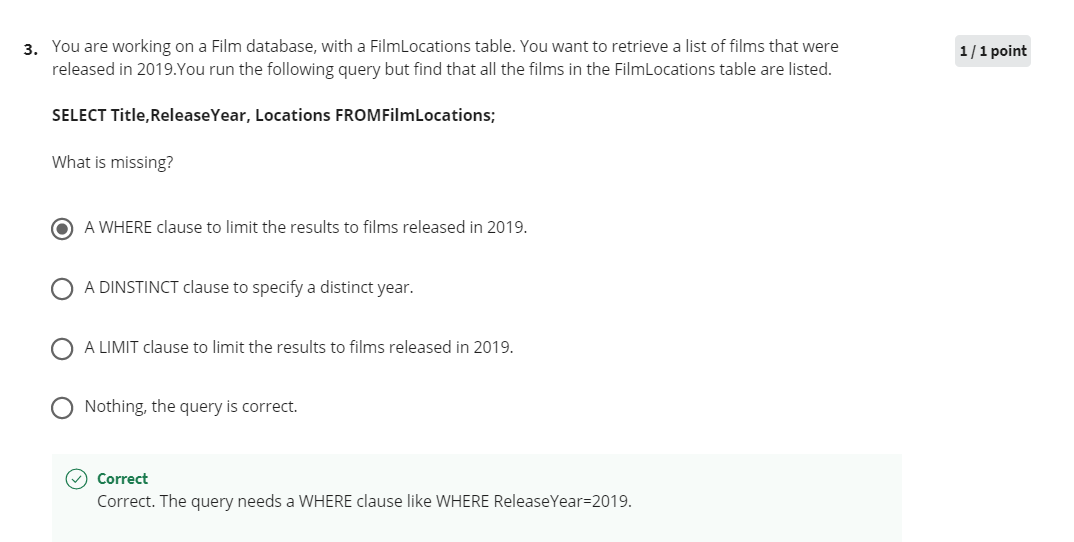 3. You are working on a Film database, with a FilmLocations table. You want to retrieve a list of films that were
1 / 1 point
released in 2019.You run the following query but find that all the films in the FilmLocations table are listed.
SELECT Title,ReleaseYear, Locations FROMFilmLocations;
What is missing?
A WHERE clause to limit the results to films released in 2019.
A DINSTINCT clause to specify a distinct year.
A LIMIT clause to limit the results to films released in 2019.
Nothing, the query is correct.
Correct
Correct. The query needs a WHERE clause like WHERE ReleaseYear=2019.